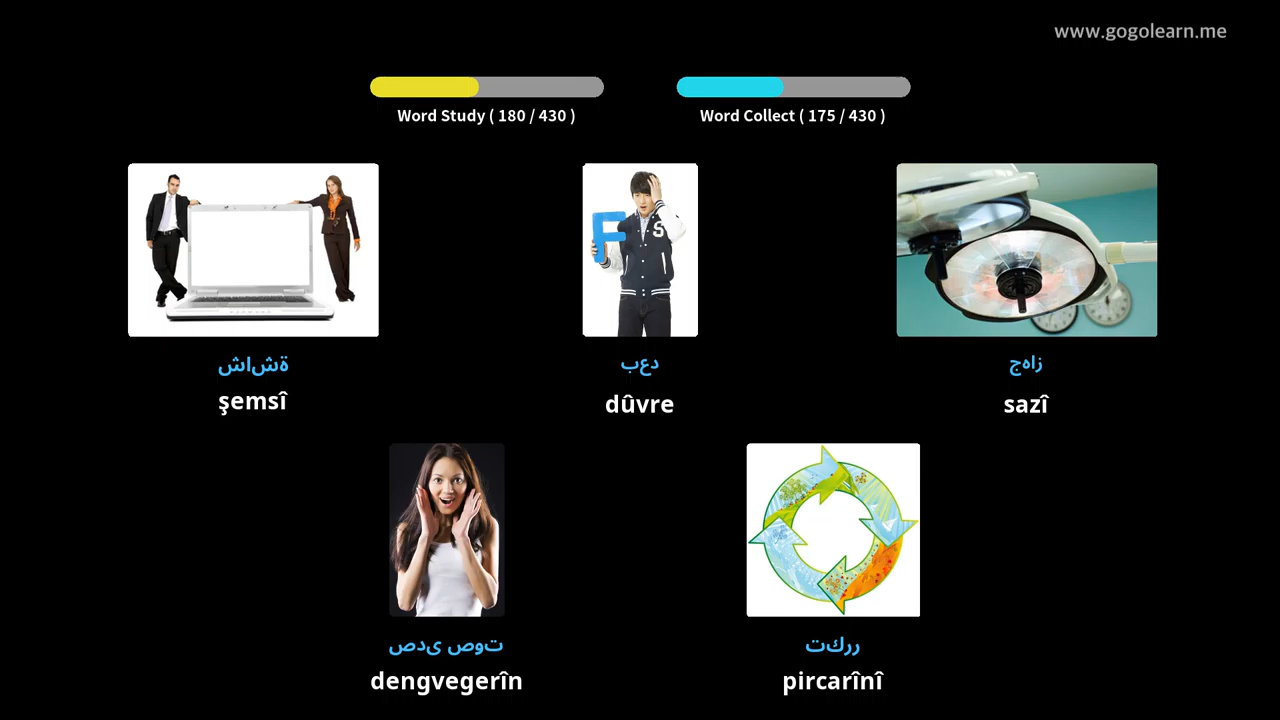 www.gogolearn.me
Word Study ( 180 / 430 )
Word Collect ( 175 / 430 )
ةشاش
şemsî
دعب
dûvre
زاهج
sazî
توص ىدص
dengvegerîn
رركت
pircarînî